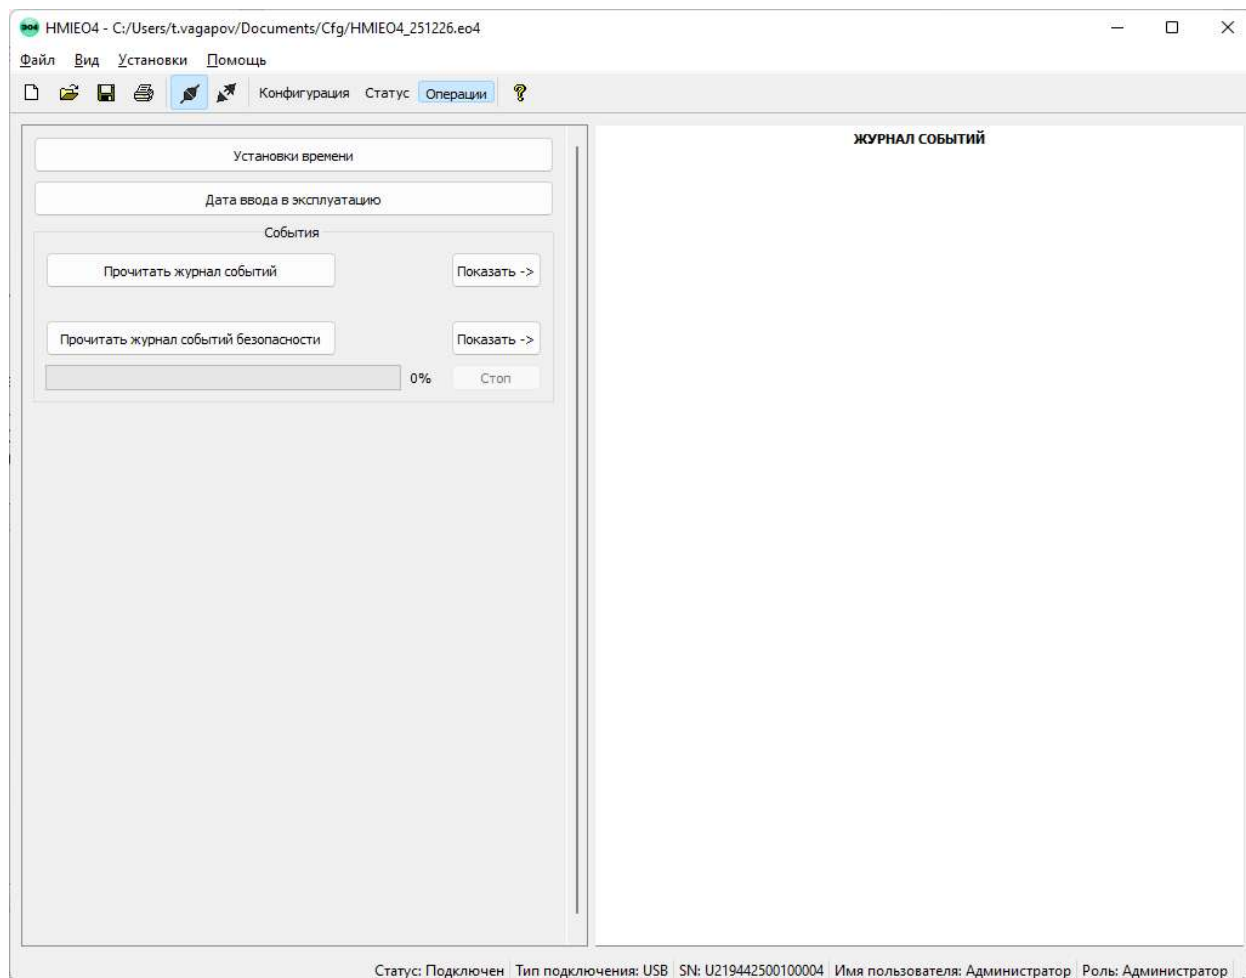 HMIEO4 - C:/Users/t.vagapov/Documents/Cfg/HMIEO4_251226.eo4
Файл Вид Установки Помощь
Конфигурация Статус Операции
Установки времени
Дата ввода в эксплуатацию
События
Прочитать журнал событий Показать ->
Прочитать журнал событий безопасности Показать ->
0% Стоп
ЖУРНАЛ СОБЫТИЙ
Статус: Подключен Тип подключения: USB SN: U219442500100004 Имя пользователя: Администратор Роль: Администратор